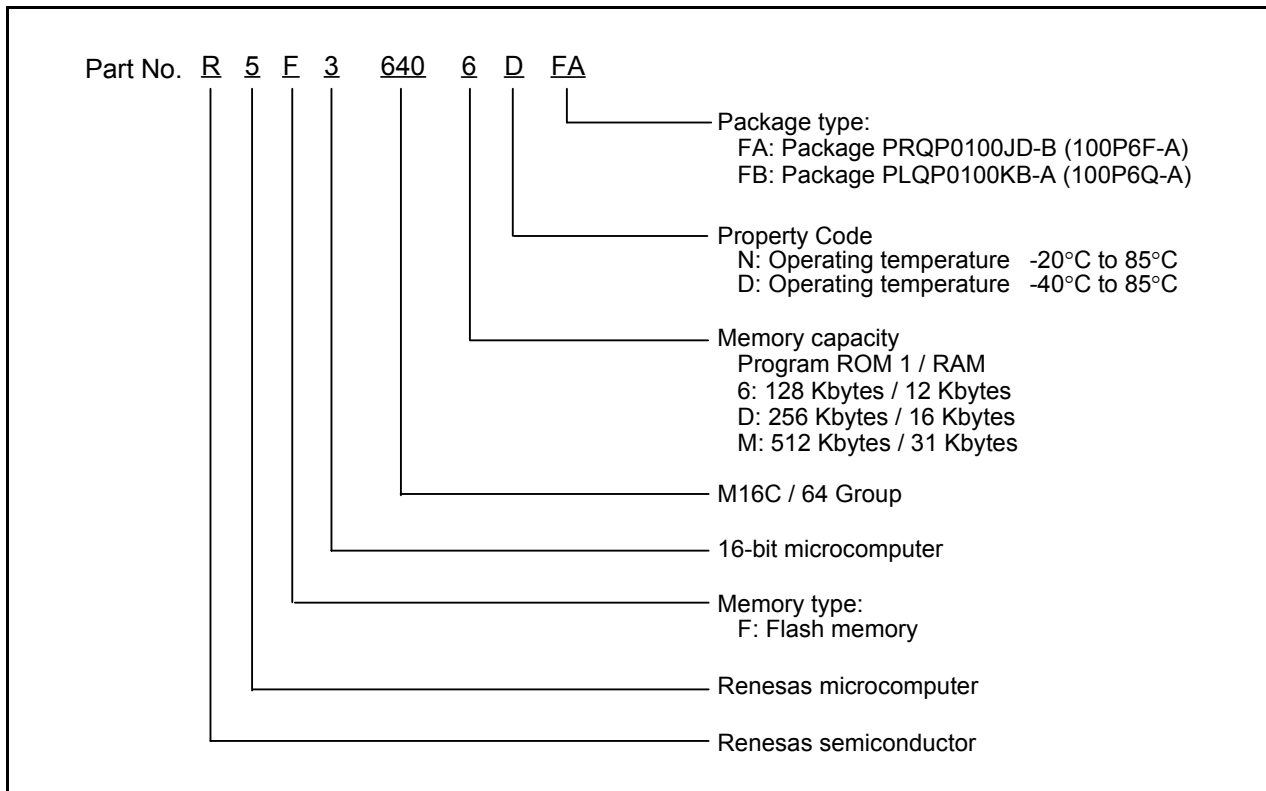 Part No. R 5 F 3 640 6 D FA
Package type:
FA: Package PRQP0100JD-B (100P6F-A)
FB: Package PLQP0100KB-A (100P6Q-A)
Property Code
N: Operating temperature -20°C to 85°C
D: Operating temperature -40°C to 85°C
Memory capacity
Program ROM 1 / RAM
6: 128 Kbytes / 12 Kbytes
D: 256 Kbytes / 16 Kbytes
M: 512 Kbytes / 31 Kbytes
M16C / 64 Group
16-bit microcomputer
Memory type:
F: Flash memory
Renesas microcomputer
Renesas semiconductor